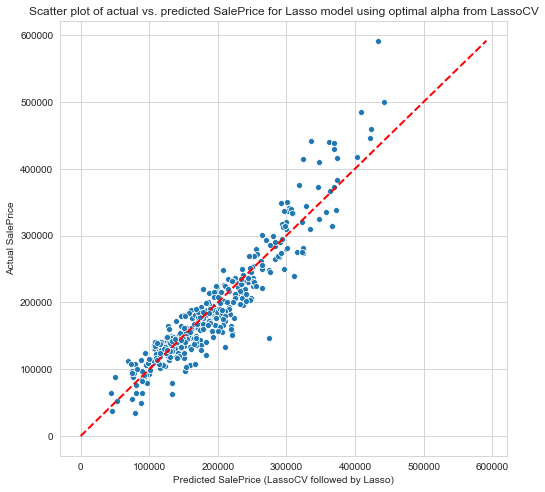 Scatter plot of actual vs. predicted SalePrice for Lasso model using optimal alpha from LassoCV
600000
500000
400000
300000
200000
100000
0
Actual SalePrice
0 100000 200000 300000 400000 500000 600000
Predicted SalePrice (LassoCV followed by Lasso)